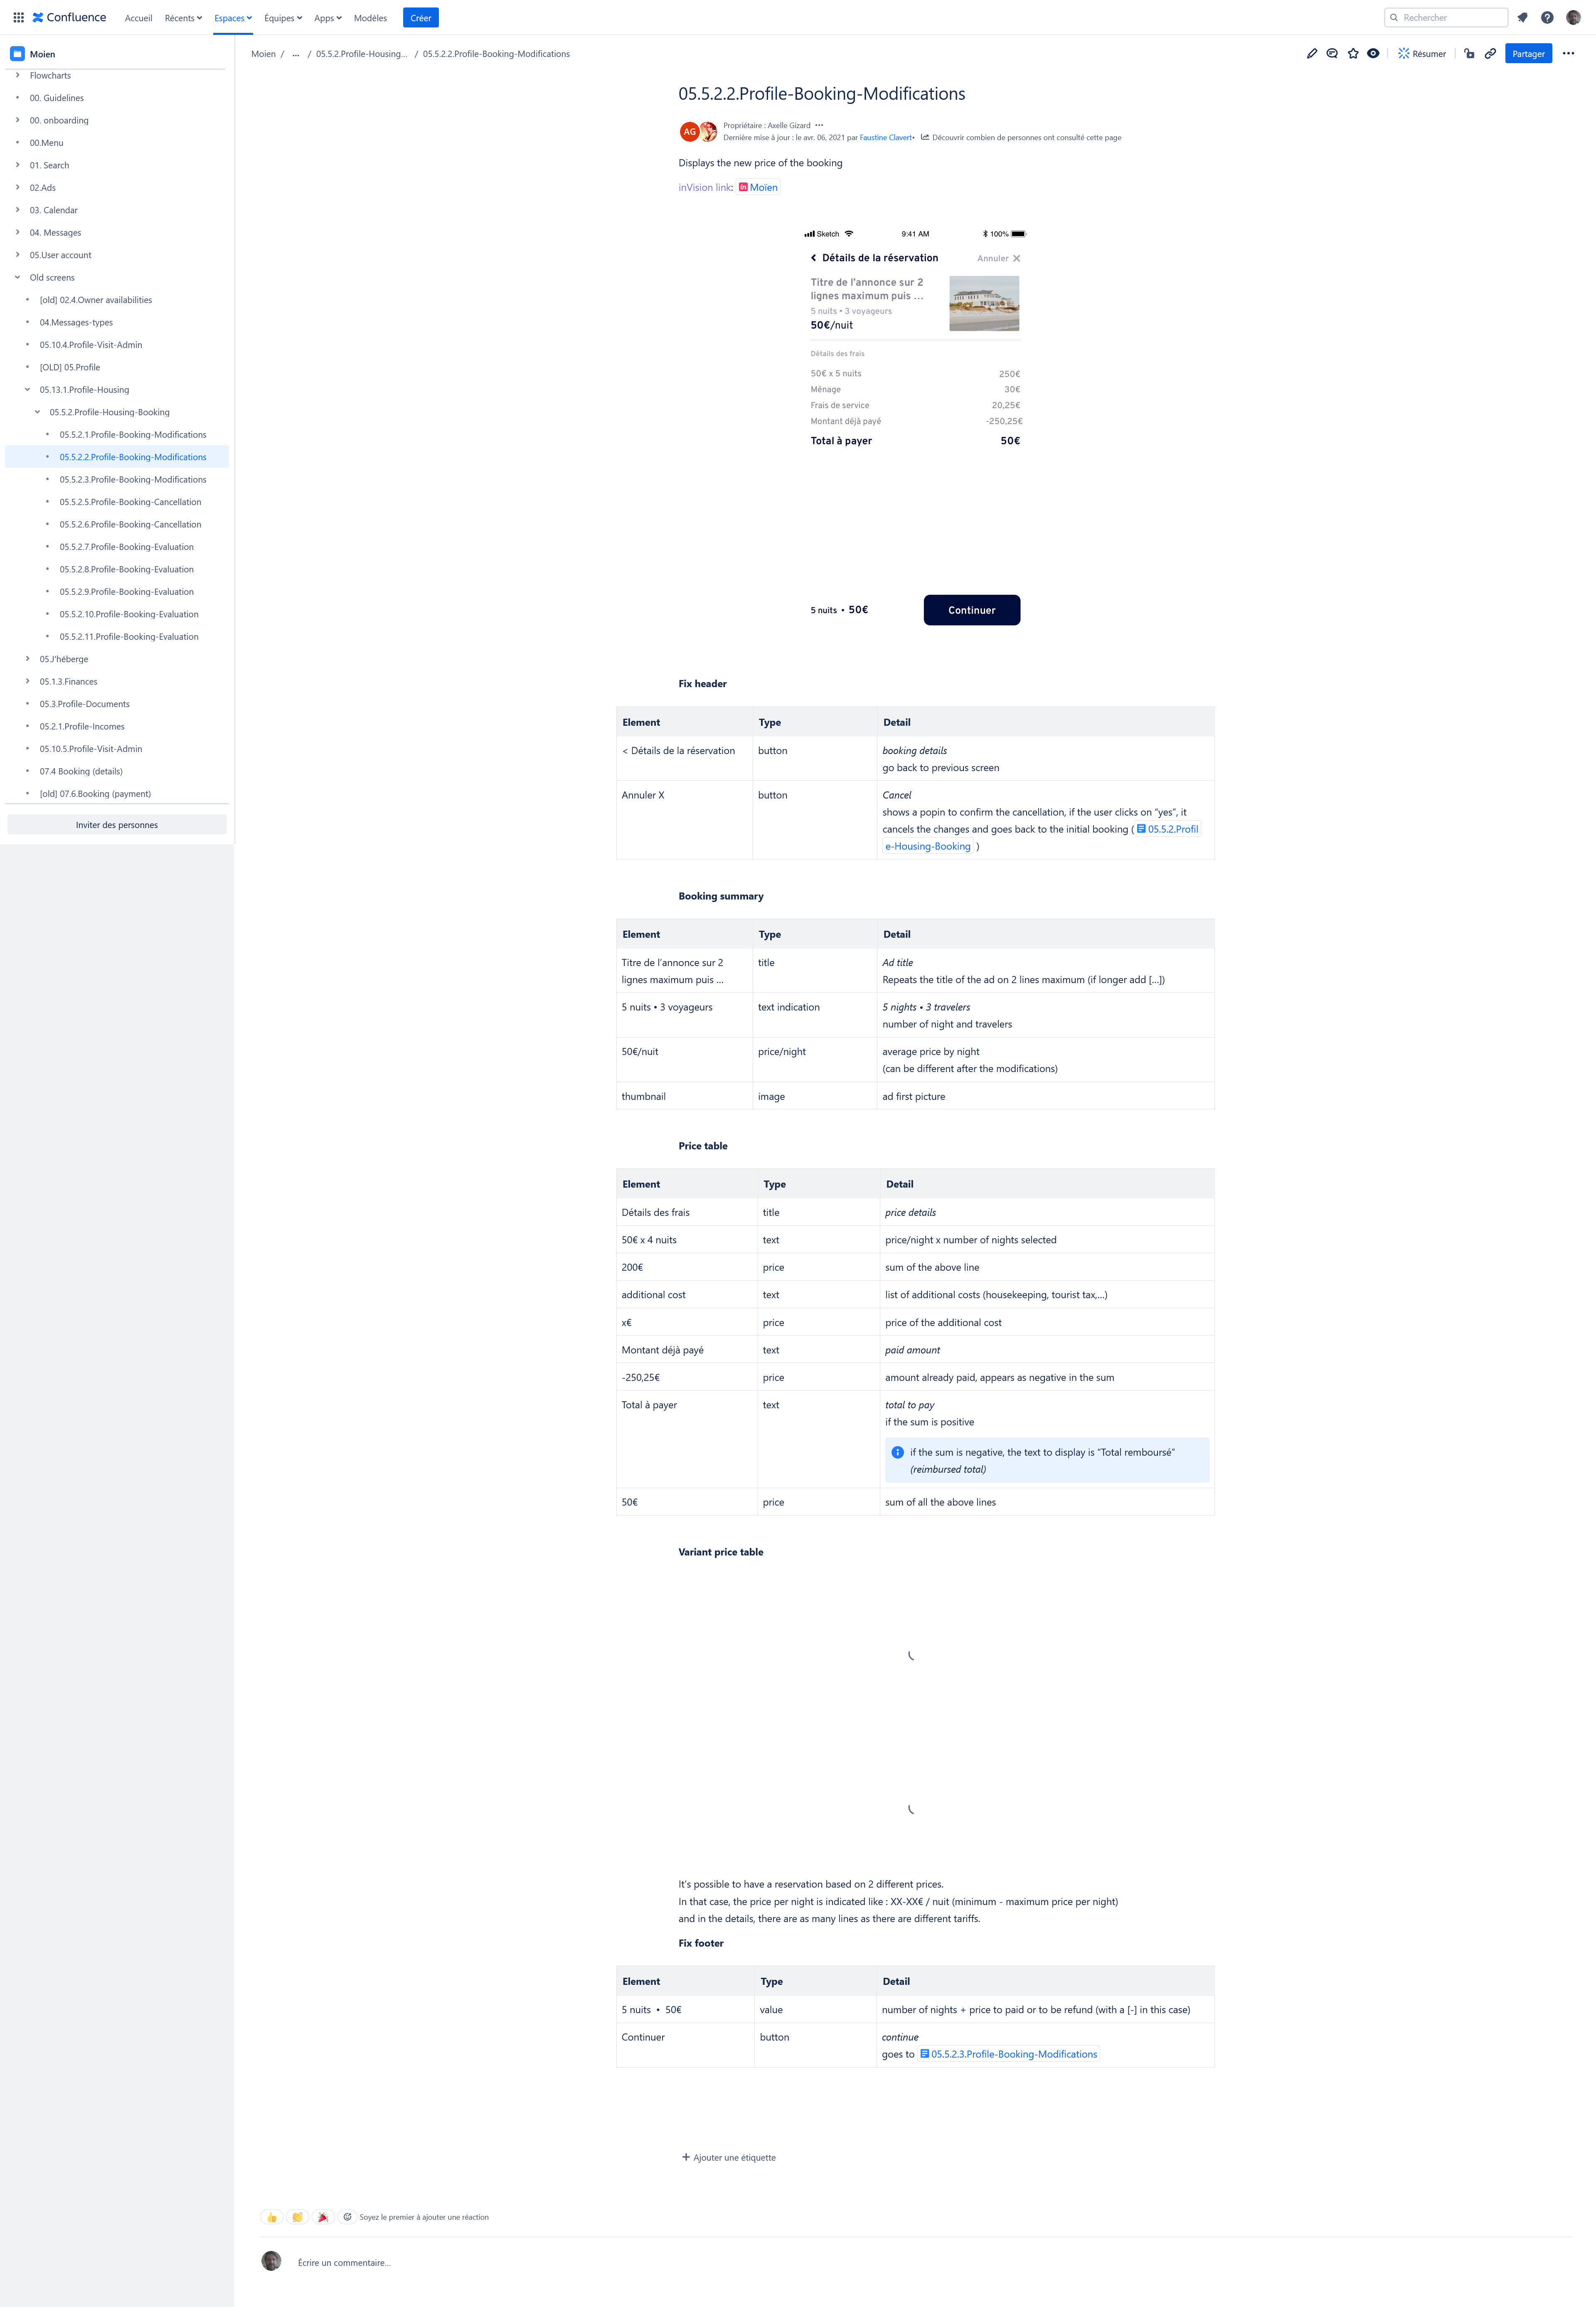 Confluence
Accueil
Récents
Espaces
Équipes
Apps
Modèles
Créer
Rechercher
Moien
Flowcharts
00. Guidelines
00. onboarding
00.Menu
01. Search
02.Ads
03. Calendar
04. Messages
05.User account
Old screens
[old] 02.4.Owner availabilities
04.Messages-types
05.10.4.Profile-Visit-Admin
[OLD] 05.Profile
05.13.1.Profile-Housing
05.5.2.Profile-Housing-Booking
05.5.2.1.Profile-Booking-Modifications
05.5.2.2.Profile-Booking-Modifications
05.5.2.3.Profile-Booking-Modifications
05.5.2.5.Profile-Booking-Cancellation
05.5.2.6.Profile-Booking-Cancellation
05.5.2.7.Profile-Booking-Evaluation
05.5.2.8.Profile-Booking-Evaluation
05.5.2.9.Profile-Booking-Evaluation
05.5.2.10.Profile-Booking-Evaluation
05.5.2.11.Profile-Booking-Evaluation
05.J'héberge
05.1.3.Finances
05.3.Profile-Documents
05.2.1.Profile-Incomes
05.10.5.Profile-Visit-Admin
07.4 Booking (details)
[old] 07.6.Booking (payment)
Inviter des personnes
Moien / ... / 05.5.2.Profile-Housing... / 05.5.2.2.Profile-Booking-Modifications
Résumer
Partager
05.5.2.2.Profile-Booking-Modifications
AG
Propriétaire : Axelle Gizard
Dernière mise à jour : le avr. 06, 2021 par Faustine Clavert• Découvrir combien de personnes ont consulté cette page
Displays the new price of the booking
inVision link: in Moïen
Sketch 9:41 AM 100%
Détails de la réservation Annuler
Titre de l'annonce sur 2
lignes maximum puis ...
5 nuits • 3 voyageurs
50€/nuit
Détails des frais
50€ x 5 nuits 250€
Ménage 30€
Frais de service 20,25€
Montant déjà payé -250,25€
Total à payer 50€
5 nuits • 50€ Continuer
Fix header
Element Type Detail
< Détails de la réservation button booking details
go back to previous screen
Annuler X button Cancel
shows a popin to confirm the cancellation, if the user clicks on “yes”, it
cancels the changes and goes back to the initial booking ( 05.5.2.Profil
e-Housing-Booking )
Booking summary
Element Type Detail
Titre de l'annonce sur 2 title Ad title
lignes maximum puis ... Repeats the title of the ad on 2 lines maximum (if longer add [...])
5 nuits • 3 voyageurs text indication 5 nights • 3 travelers
number of night and travelers
50€/nuit price/night average price by night
(can be different after the modifications)
thumbnail image ad first picture
Price table
Element Type Detail
Détails des frais title price details
50€ x 4 nuits text price/night x number of nights selected
200€ price sum of the above line
additional cost text list of additional costs (housekeeping, tourist tax,...)
x€ price price of the additional cost
Montant déjà payé text paid amount
-250,25€ price amount already paid, appears as negative in the sum
Total à payer text total to pay
if the sum is positive
if the sum is negative, the text to display is “Total remboursé”
(reimbursed total)
50€ price sum of all the above lines
Variant price table
It's possible to have a reservation based on 2 different prices.
In that case, the price per night is indicated like : XX-XX€ / nuit (minimum - maximum price per night)
and in the details, there are as many lines as there are different tariffs.
Fix footer
Element Type Detail
5 nuits • 50€ value number of nights + price to paid or to be refund (with a [-] in this case)
Continuer button continue
goes to 05.5.2.3.Profile-Booking-Modifications
Ajouter une étiquette
Soyez le premier à ajouter une réaction
Écrire un commentaire...